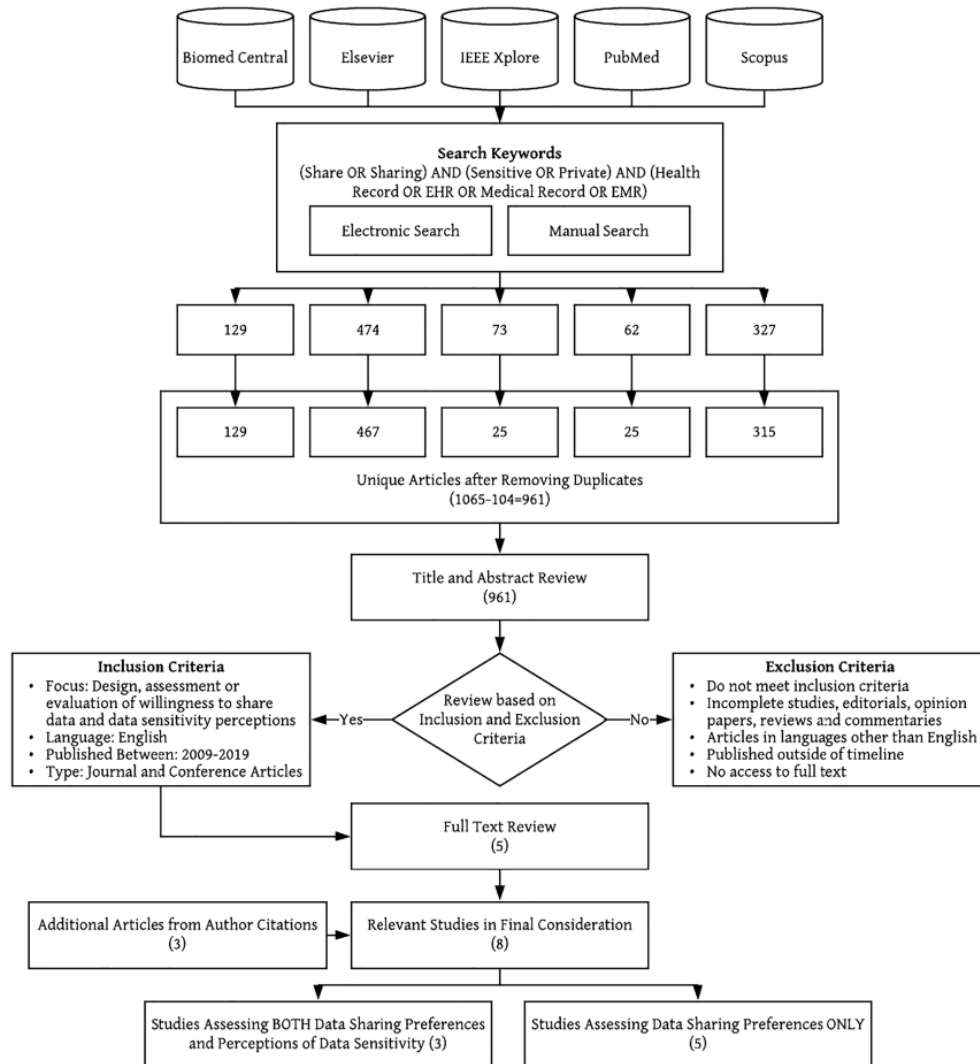 Biomed Central
Elsevier
IEEE Xplore
PubMed
Scopus
Search Keywords
(Share OR Sharing) AND (Sensitive OR Private) AND (Health
Record OR EHR OR Medical Record OR EMR)
Electronic Search
Manual Search
129
474
73
62
327
129
467
25
25
315
Unique Articles after Removing Duplicates
(1065-104=961)
Title and Abstract Review
(961)
Inclusion Criteria
• Focus: Design, assessment or
evaluation of willingness to share
data and data sensitivity perceptions
• Language: English
• Published Between: 2009-2019
• Type: Journal and Conference Articles
Yes
Review based on
Inclusion and Exclusion
Criteria
No
Exclusion Criteria
• Do not meet inclusion criteria
• Incomplete studies, editorials, opinion
papers, reviews and commentaries
• Articles in languages other than English
• Published outside of timeline
• No access to full text
Full Text Review
(5)
Additional Articles from Author Citations
(3)
Relevant Studies in Final Consideration
(8)
Studies Assessing BOTH Data Sharing Preferences
and Perceptions of Data Sensitivity (3)
Studies Assessing Data Sharing Preferences ONLY
(5)